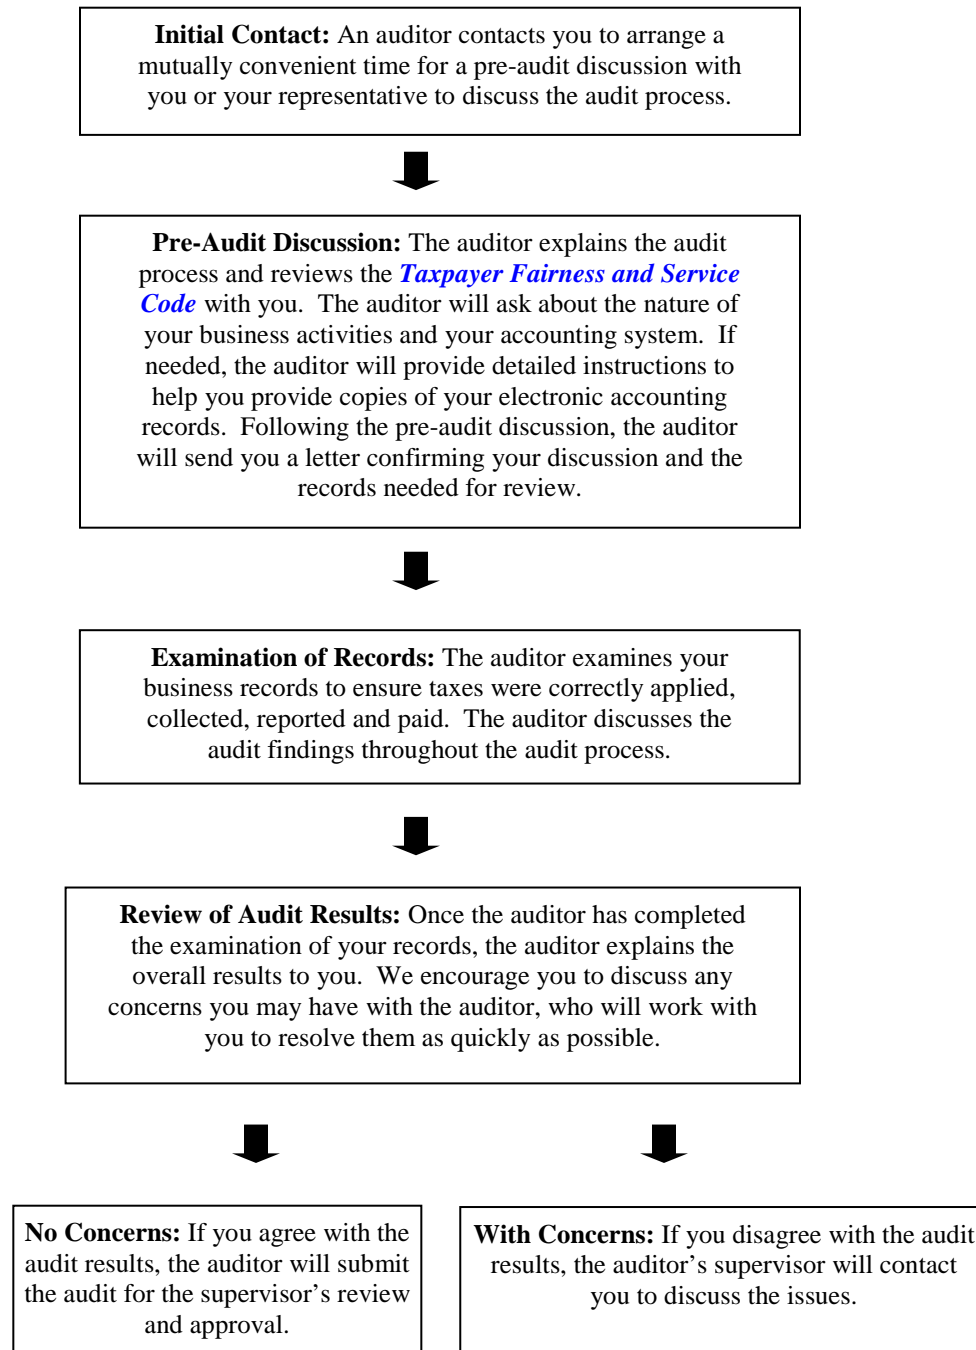 Initial Contact: An auditor contacts you to arrange a
mutually convenient time for a pre-audit discussion with
you or your representative to discuss the audit process.
Pre-Audit Discussion: The auditor explains the audit
process and reviews the Taxpayer Fairness and Service
Code with you. The auditor will ask about the nature of
your business activities and your accounting system. If
needed, the auditor will provide detailed instructions to
help you provide copies of your electronic accounting
records. Following the pre-audit discussion, the auditor
will send you a letter confirming your discussion and the
records needed for review.
Examination of Records: The auditor examines your
business records to ensure taxes were correctly applied,
collected, reported and paid. The auditor discusses the
audit findings throughout the audit process.
Review of Audit Results: Once the auditor has completed
the examination of your records, the auditor explains the
overall results to you. We encourage you to discuss any
concerns you may have with the auditor, who will work with
you to resolve them as quickly as possible.
No Concerns: If you agree with the
audit results, the auditor will submit
the audit for the supervisor's review
and approval.
With Concerns: If you disagree with the audit
results, the auditor's supervisor will contact
you to discuss the issues.